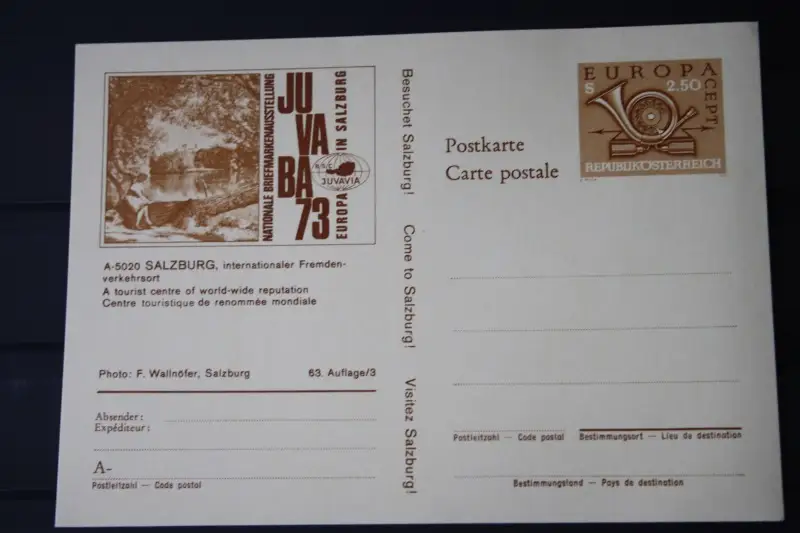 NATIONALE BRIEFMARKENAUSSTELLUNG
JU
VA
BA
73
EUROPA IN SALZBURG
JUVAVIA
A-5020 SALZBURG, internationaler Fremden-
verkehrsort
A tourist centre of world-wide reputation
Centre touristique de renommée mondiale
Photo: F. Wallnöfer, Salzburg 63. Auflage/3
Absender:
Expéditeur:
A-
Postleitzahl — Code postal
Besuchet Salzburg! Come to Salzburg! Visitez Salzburg!
Postkarte
Carte postale
EUROPA
CEPT
S 2.50
REPUBLIK ÖSTERREICH
Postleitzahl — Code postal Bestimmungsort — Lieu de destination
Bestimmungsland — Pays de destination